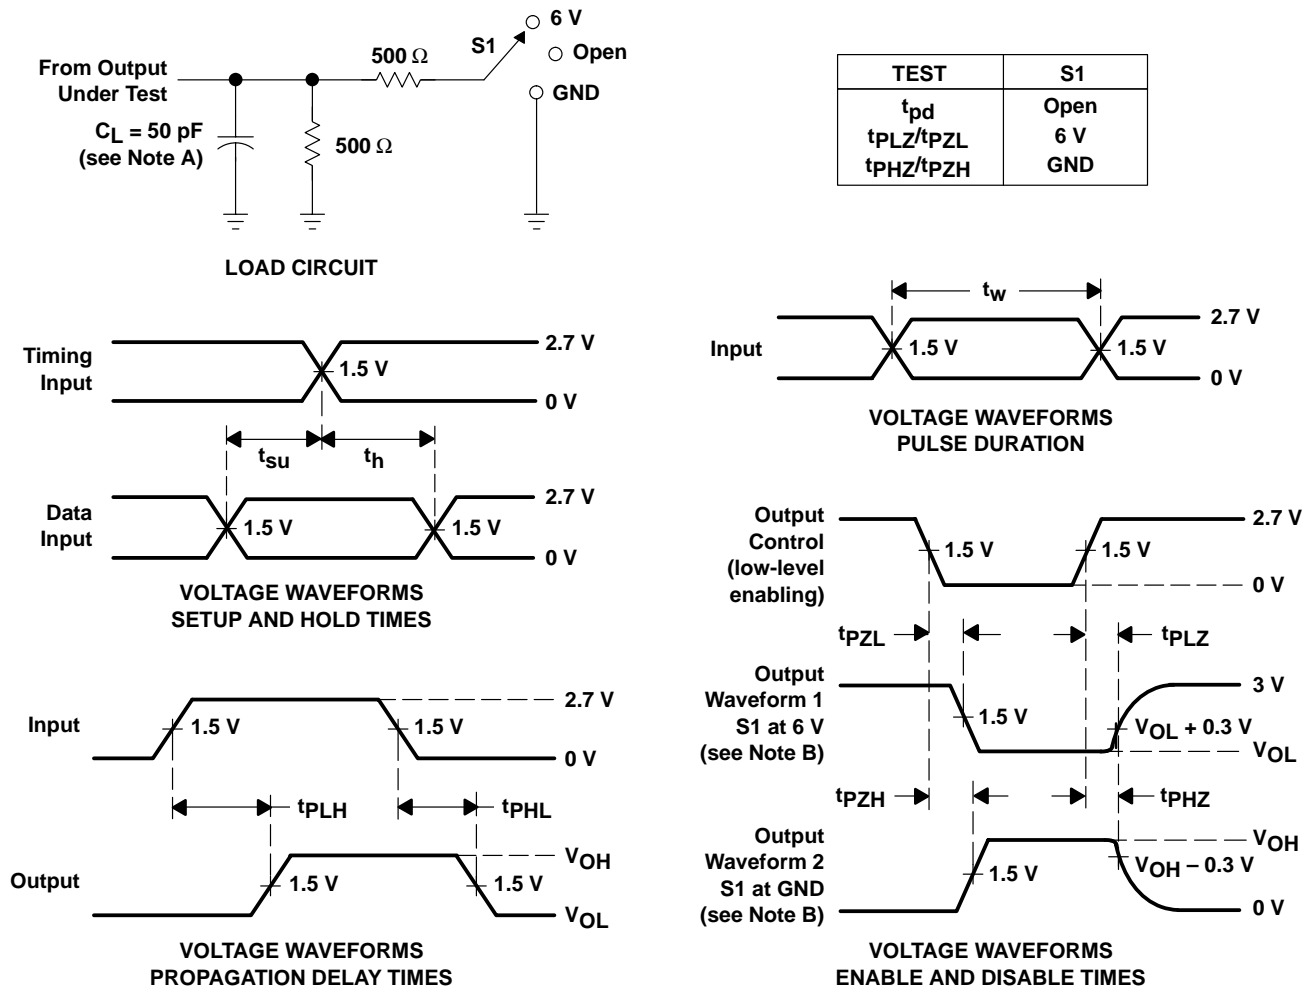 6 V
S1
Open
500 Ω
From Output
Under Test
GND
CL = 50 pF
(see Note A)
500 Ω
LOAD CIRCUIT
TEST S1
tpd Open
tPLZ/tPZL 6 V
tPHZ/tPZH GND
Timing
Input
2.7 V
1.5 V
0 V
tsu th
Data
Input
2.7 V
1.5 V 1.5 V
0 V
VOLTAGE WAVEFORMS
SETUP AND HOLD TIMES
tw
Input
2.7 V
1.5 V 1.5 V
0 V
VOLTAGE WAVEFORMS
PULSE DURATION
Input
2.7 V
1.5 V 1.5 V
0 V
tPLH tPHL
Output
VOH
1.5 V 1.5 V
VOL
VOLTAGE WAVEFORMS
PROPAGATION DELAY TIMES
Output
Control
(low-level
enabling)
2.7 V
1.5 V 1.5 V
0 V
tPZL tPLZ
Output
Waveform 1
S1 at 6 V
(see Note B)
3 V
1.5 V VOL + 0.3 V
VOL
tPZH tPHZ
Output
Waveform 2
S1 at GND
(see Note B)
VOH
1.5 V VOH – 0.3 V
0 V
VOLTAGE WAVEFORMS
ENABLE AND DISABLE TIMES